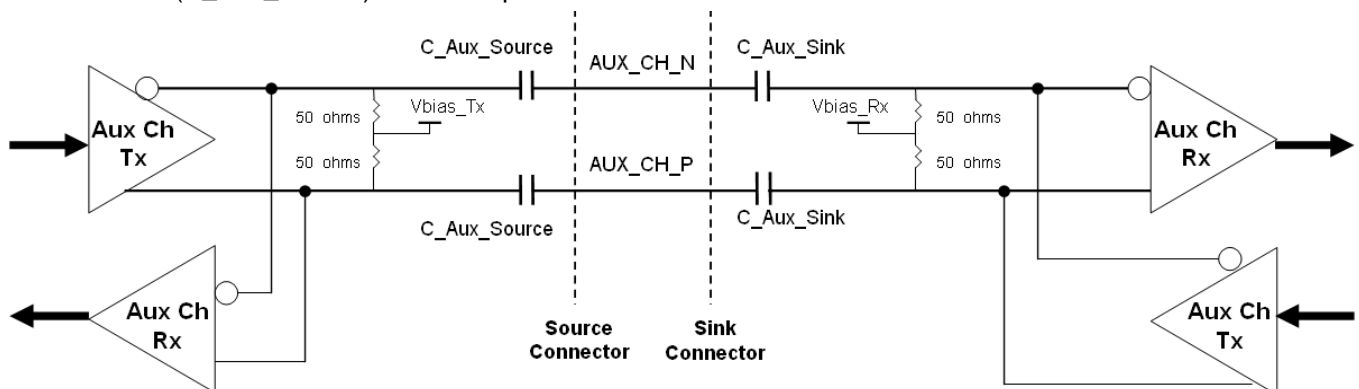 C_Aux_Source
AUX_CH_N
C_Aux_Sink
Aux Ch
Tx
50 ohms
Vbias_Tx
50 ohms
Vbias_Rx
50 ohms
50 ohms
Aux Ch
Rx
AUX_CH_P
C_Aux_Source
C_Aux_Sink
Aux Ch
Rx
Source
Connector
Sink
Connector
Aux Ch
Tx